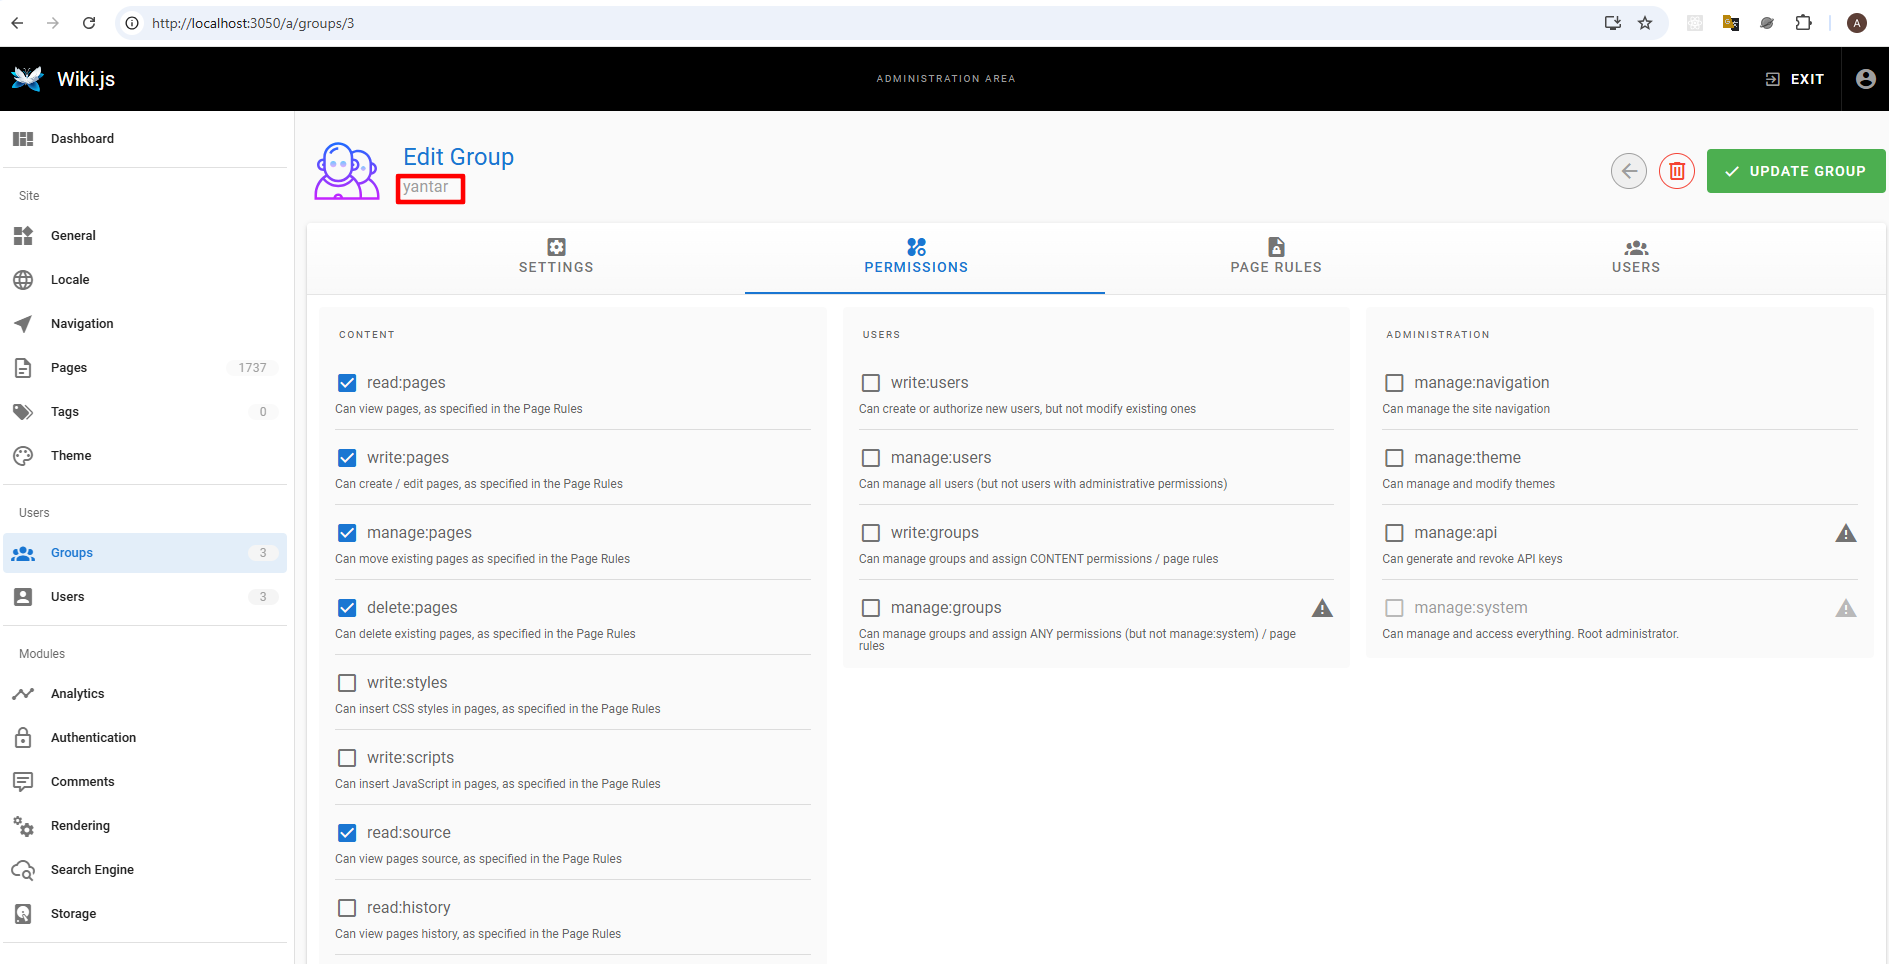 http://localhost:3050/a/groups/3
A
Wiki.js
ADMINISTRATION AREA
EXIT
Dashboard
Site
General
Locale
Navigation
Pages 1737
Tags 0
Theme
Users
Groups 3
Users 3
Modules
Analytics
Authentication
Comments
Rendering
Search Engine
Storage
Edit Group
yantar
UPDATE GROUP
SETTINGS
PERMISSIONS
PAGE RULES
USERS
CONTENT
read:pages
Can view pages, as specified in the Page Rules
write:pages
Can create / edit pages, as specified in the Page Rules
manage:pages
Can move existing pages as specified in the Page Rules
delete:pages
Can delete existing pages, as specified in the Page Rules
write:styles
Can insert CSS styles in pages, as specified in the Page Rules
write:scripts
Can insert JavaScript in pages, as specified in the Page Rules
read:source
Can view pages source, as specified in the Page Rules
read:history
Can view pages history, as specified in the Page Rules
USERS
write:users
Can create or authorize new users, but not modify existing ones
manage:users
Can manage all users (but not users with administrative permissions)
write:groups
Can manage groups and assign CONTENT permissions / page rules
manage:groups
Can manage groups and assign ANY permissions (but not manage:system) / page
rules
ADMINISTRATION
manage:navigation
Can manage the site navigation
manage:theme
Can manage and modify themes
manage:api
Can generate and revoke API keys
manage:system
Can manage and access everything. Root administrator.